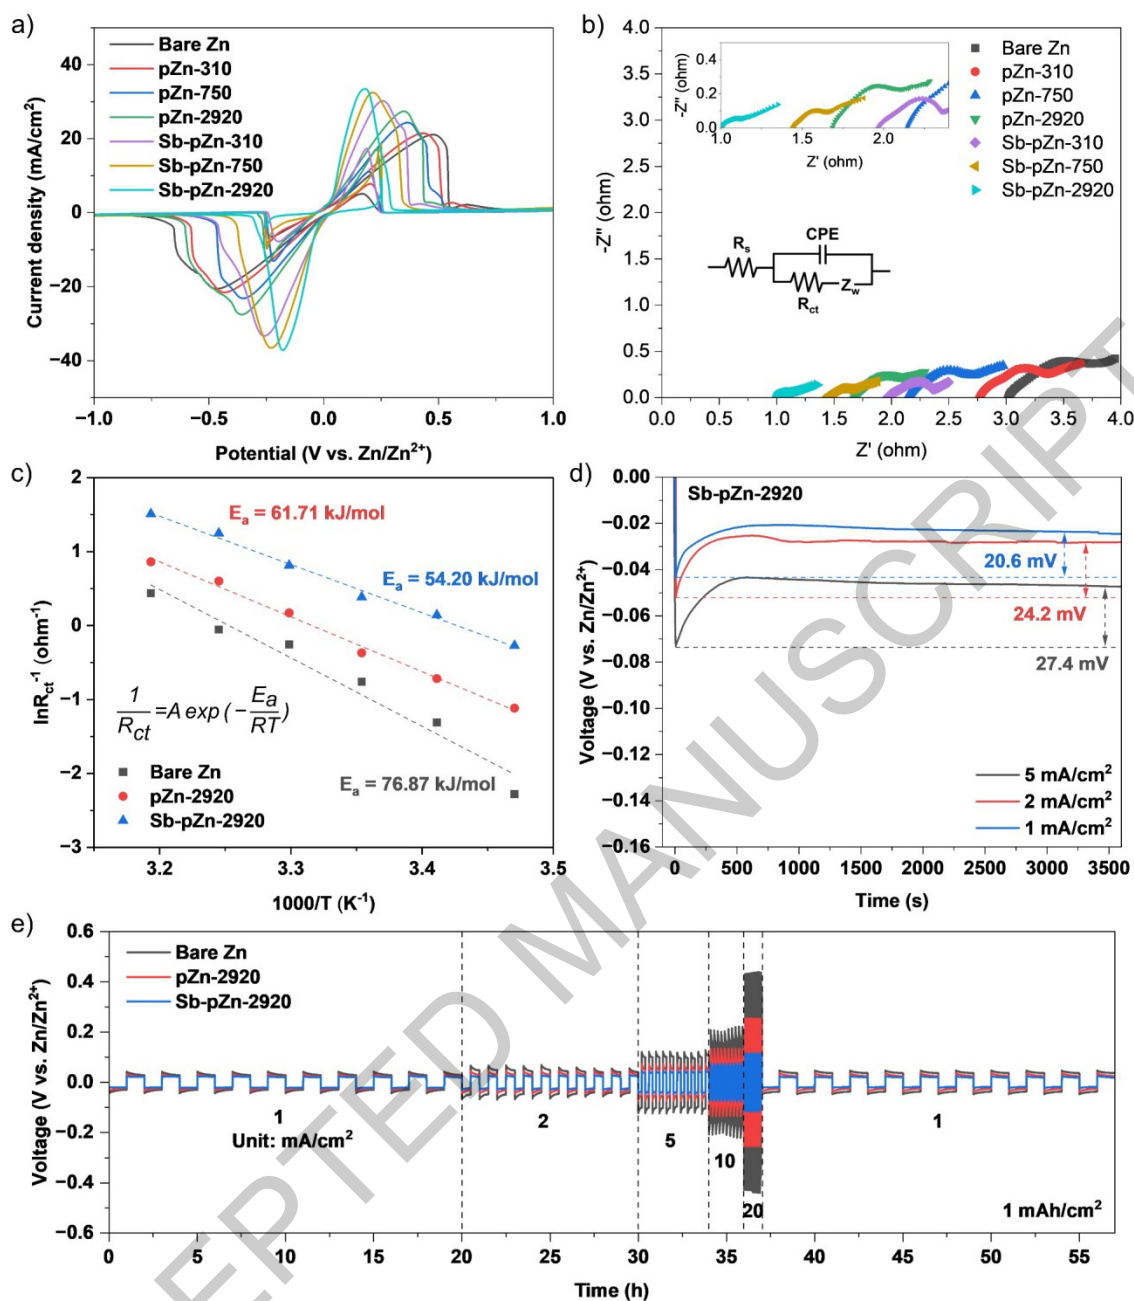 a)
Bare Zn
pZn-310
pZn-750
pZn-2920
Sb-pZn-310
Sb-pZn-750
Sb-pZn-2920
Current density (mA/cm²)
40
20
0
−20
−40
−1.0 −0.5 0.0 0.5 1.0
Potential (V vs. Zn/Zn²⁺)
b)
Bare Zn
pZn-310
pZn-750
pZn-2920
Sb-pZn-310
Sb-pZn-750
Sb-pZn-2920
-Z" (ohm)
4.0
3.5
3.0
2.5
2.0
1.5
1.0
0.5
0.0
0.0 0.5 1.0 1.5 2.0 2.5 3.0 3.5 4.0
Z' (ohm)
-Z" (ohm)
0.4
0.2
0.0
1.0 1.5 2.0
Z' (ohm)
Rs
CPE
Rct
Zw
c)
lnRct⁻¹ (ohm⁻¹)
2
1
0
−1
−2
−3
3.2 3.3 3.4 3.5
1000/T (K⁻¹)
Ea = 61.71 kJ/mol
Ea = 54.20 kJ/mol
Ea = 76.87 kJ/mol
1/Rct =A exp (−Ea/RT)
Bare Zn
pZn-2920
Sb-pZn-2920
d)
Sb-pZn-2920
Voltage (V vs. Zn/Zn²⁺)
−0.00
−0.02
−0.04
−0.06
−0.08
−0.10
−0.12
−0.14
−0.16
20.6 mV
24.2 mV
27.4 mV
5 mA/cm²
2 mA/cm²
1 mA/cm²
0 500 1000 1500 2000 2500 3000 3500
Time (s)
e)
Bare Zn
pZn-2920
Sb-pZn-2920
Voltage (V vs. Zn/Zn²⁺)
0.6
0.4
0.2
0.0
−0.2
−0.4
−0.6
1
Unit: mA/cm²
2
5
10
20
1
1 mAh/cm²
0 5 10 15 20 25 30 35 40 45 50 55
Time (h)
EPTED MANUSCRIPT